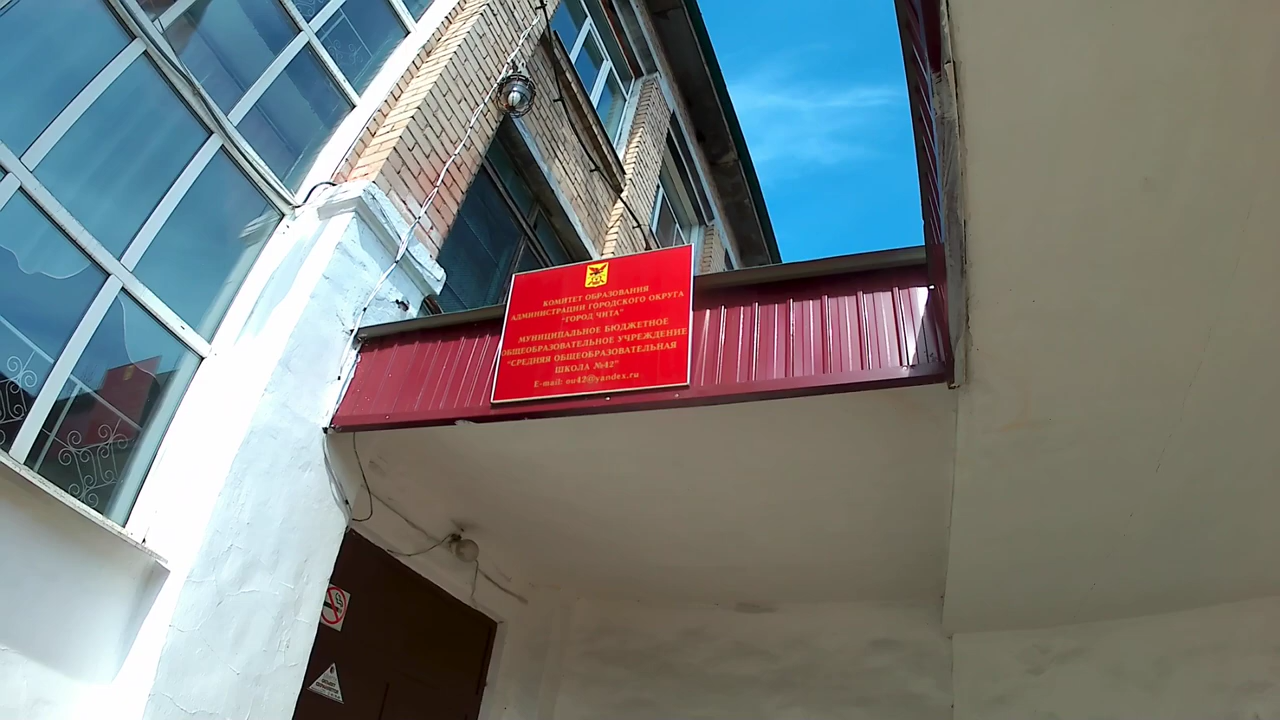 КОМИТЕТ ОБРАЗОВАНИЯ
АДМИНИСТРАЦИИ ГОРОДСКОГО ОКРУГА
"ГОРОД ЧИТА"
МУНИЦИПАЛЬНОЕ БЮДЖЕТНОЕ
ОБЩЕОБРАЗОВАТЕЛЬНОЕ УЧРЕЖДЕНИЕ
"СРЕДНЯЯ ОБЩЕОБРАЗОВАТЕЛЬНАЯ
ШКОЛА №42"
E-mail: ou42@yandex.ru